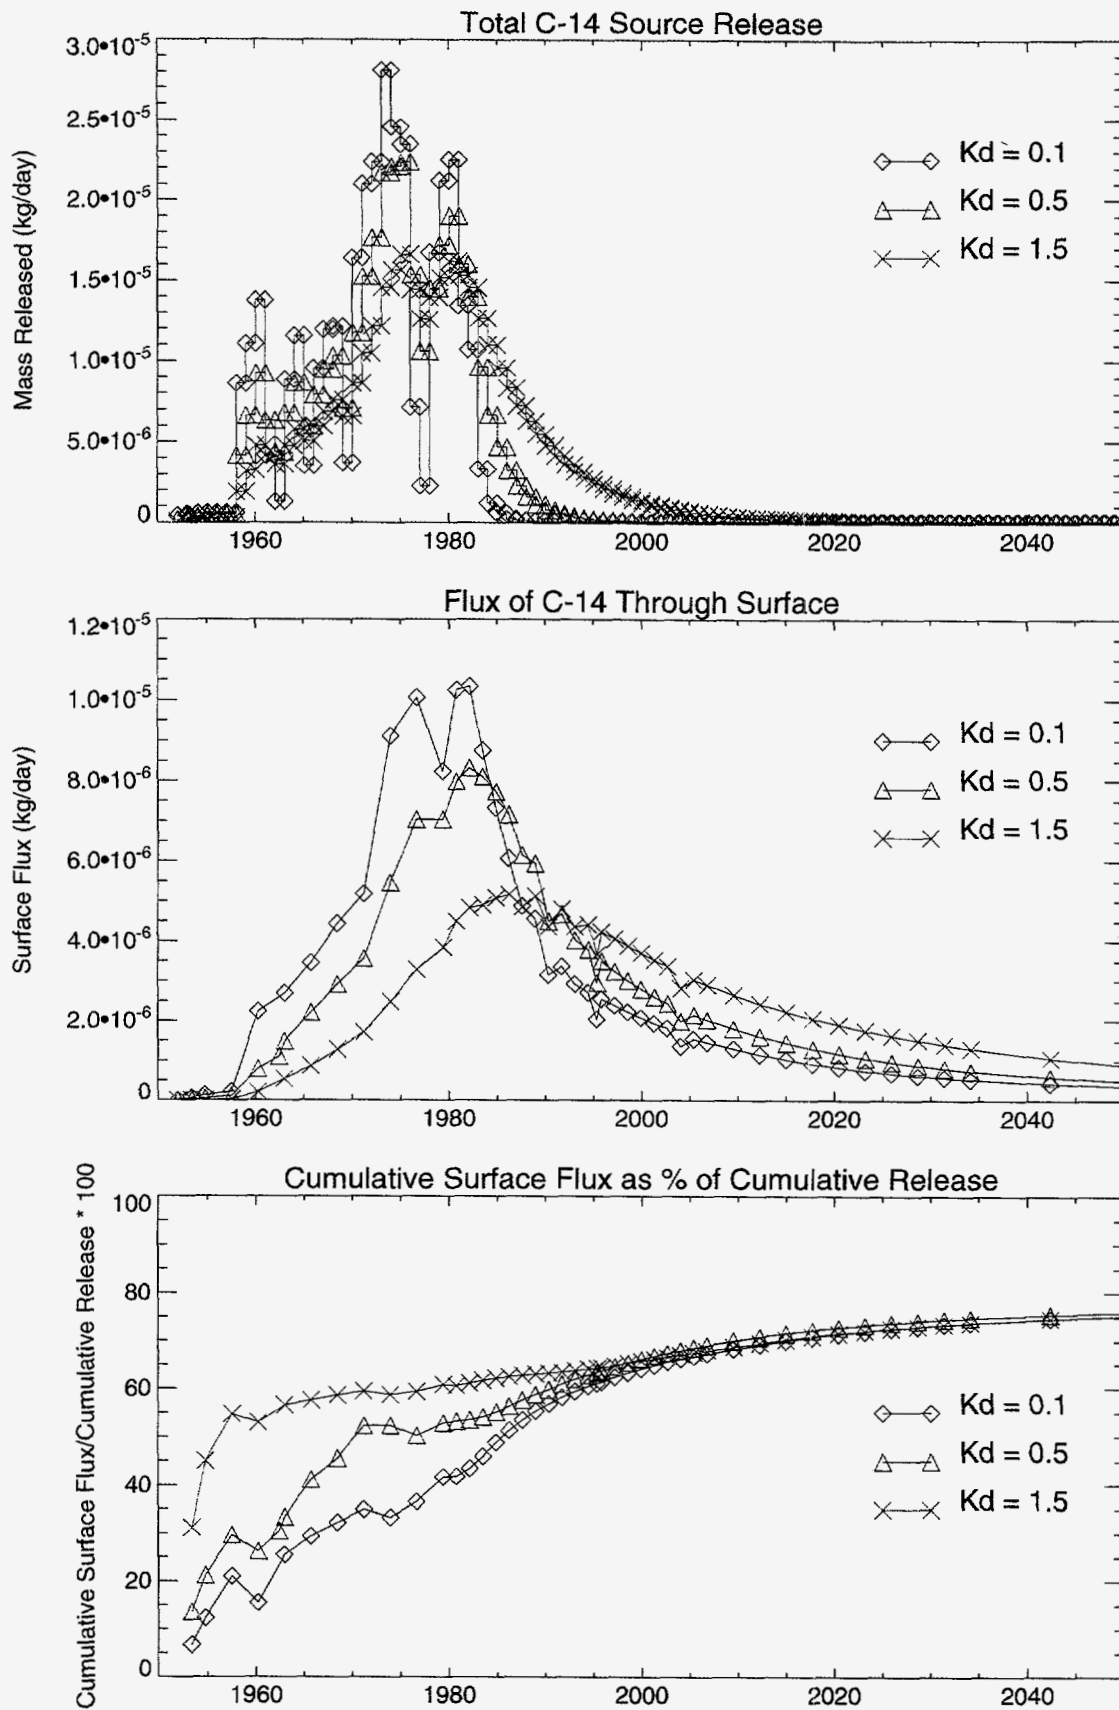 Total C-14 Source Release
3.0•10⁻⁵
2.5•10⁻⁵
2.0•10⁻⁵
1.5•10⁻⁵
1.0•10⁻⁵
5.0•10⁻⁶
0
Mass Released (kg/day)
Kd = 0.1
Kd = 0.5
Kd = 1.5
1960 1980 2000 2020 2040
Flux of C-14 Through Surface
1.2•10⁻⁵
1.0•10⁻⁵
8.0•10⁻⁶
6.0•10⁻⁶
4.0•10⁻⁶
2.0•10⁻⁶
0
Surface Flux (kg/day)
Kd = 0.1
Kd = 0.5
Kd = 1.5
1960 1980 2000 2020 2040
Cumulative Surface Flux as % of Cumulative Release
100
80
60
40
20
0
Cumulative Surface Flux/Cumulative Release * 100
Kd = 0.1
Kd = 0.5
Kd = 1.5
1960 1980 2000 2020 2040